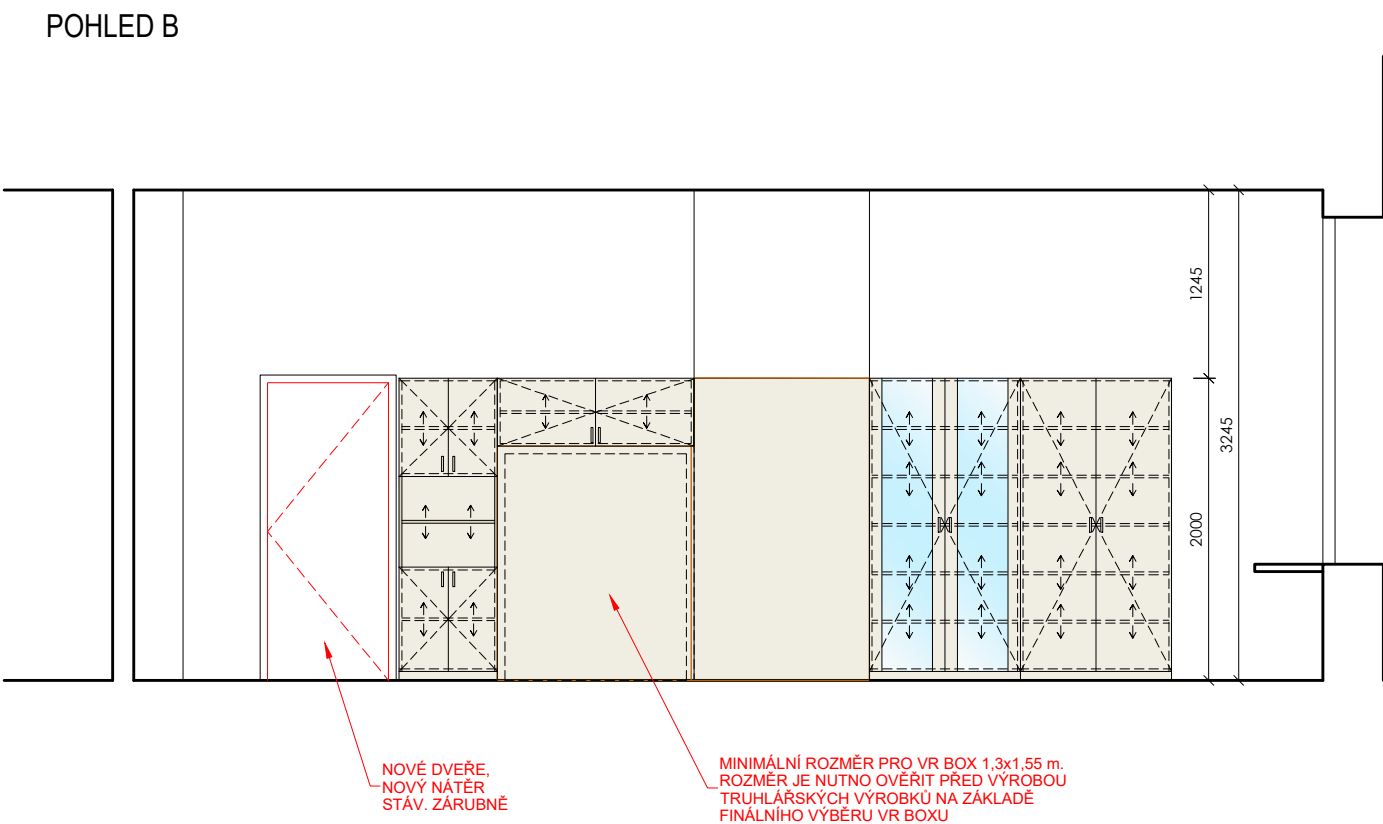 POHLED B
1245
3245
2000
NOVÉ DVEŘE,
NOVÝ NÁTĚR
STÁV. ZÁRUBNĚ
MINIMÁLNÍ ROZMĚR PRO VR BOX 1,3x1,55 m.
ROZMĚR JE NUTNO OVĚŘIT PŘED VÝROBOU
TRUHLÁŘSKÝCH VÝROBKŮ NA ZÁKLADĚ
FINÁLNÍHO VÝBĚRU VR BOXU